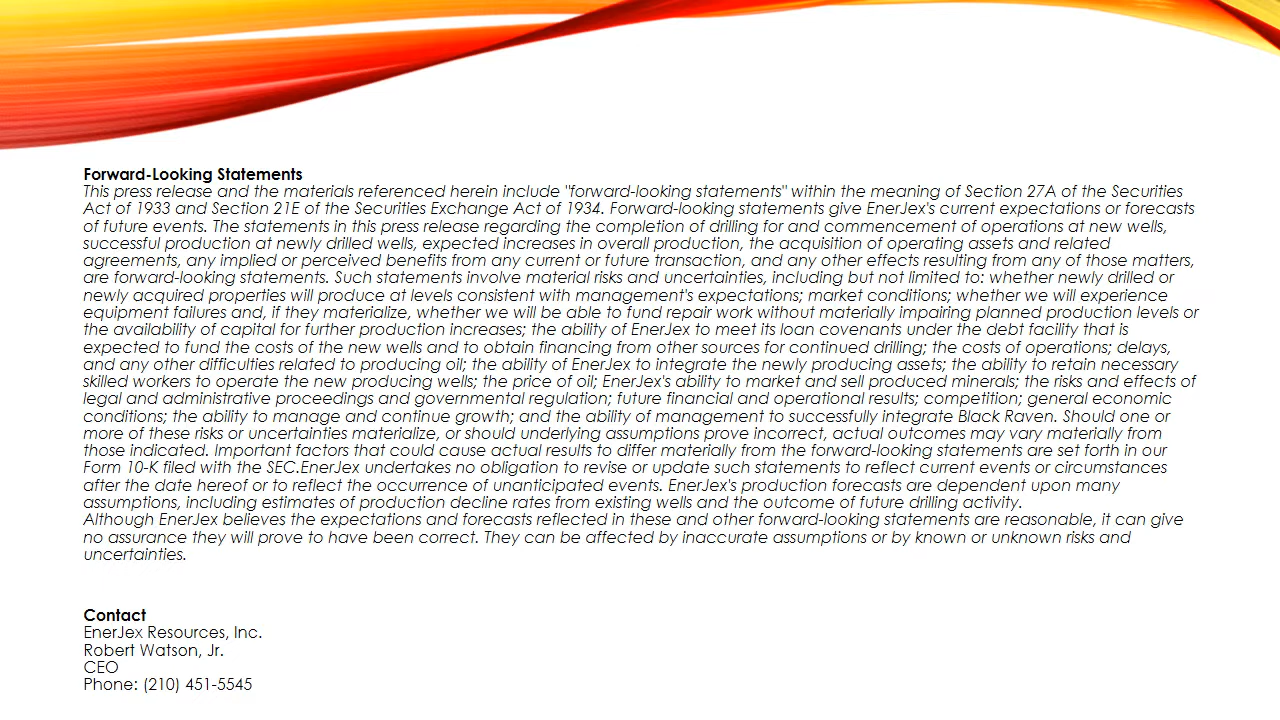 Forward-Looking Statements
This press release and the materials referenced herein include "forward-looking statements" within the meaning of Section 27A of the Securities
Act of 1933 and Section 21E of the Securities Exchange Act of 1934. Forward-looking statements give EnerJex's current expectations or forecasts
of future events. The statements in this press release regarding the completion of drilling for and commencement of operations at new wells,
successful production at newly drilled wells, expected increases in overall production, the acquisition of operating assets and related
agreements, any implied or perceived benefits from any current or future transaction, and any other effects resulting from any of those matters,
are forward-looking statements. Such statements involve material risks and uncertainties, including but not limited to: whether newly drilled or
newly acquired properties will produce at levels consistent with management's expectations; market conditions; whether we will experience
equipment failures and, if they materialize, whether we will be able to fund repair work without materially impairing planned production levels or
the availability of capital for further production increases; the ability of EnerJex to meet its loan covenants under the debt facility that is
expected to fund the costs of the new wells and to obtain financing from other sources for continued drilling; the costs of operations; delays,
and any other difficulties related to producing oil; the ability of EnerJex to integrate the newly producing assets; the ability to retain necessary
skilled workers to operate the new producing wells; the price of oil; EnerJex's ability to market and sell produced minerals; the risks and effects of
legal and administrative proceedings and governmental regulation; future financial and operational results; competition; general economic
conditions; the ability to manage and continue growth; and the ability of management to successfully integrate Black Raven. Should one or
more of these risks or uncertainties materialize, or should underlying assumptions prove incorrect, actual outcomes may vary materially from
those indicated. Important factors that could cause actual results to differ materially from the forward-looking statements are set forth in our
Form 10-K filed with the SEC.EnerJex undertakes no obligation to revise or update such statements to reflect current events or circumstances
after the date hereof or to reflect the occurrence of unanticipated events. EnerJex's production forecasts are dependent upon many
assumptions, including estimates of production decline rates from existing wells and the outcome of future drilling activity.
Although EnerJex believes the expectations and forecasts reflected in these and other forward-looking statements are reasonable, it can give
no assurance they will prove to have been correct. They can be affected by inaccurate assumptions or by known or unknown risks and
uncertainties.
Contact
EnerJex Resources, Inc.
Robert Watson, Jr.
CEO
Phone: (210) 451-5545